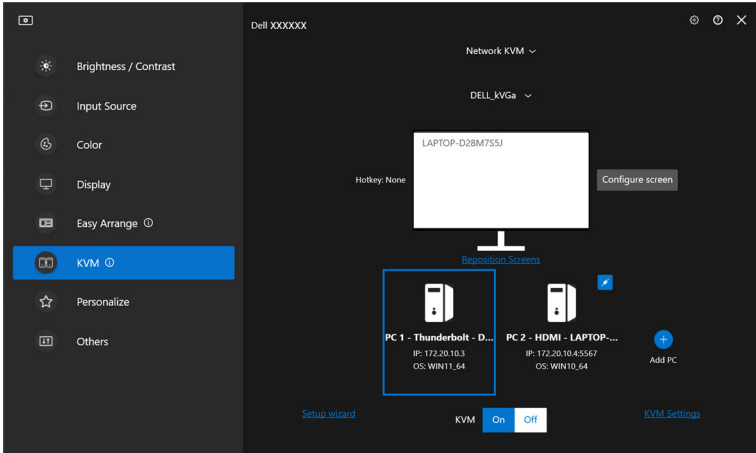 Dell XXXXXX
Brightness / Contrast
Input Source
Color
Display
Easy Arrange
KVM
Personalize
Others
Network KVM
DELL_kVGa
LAPTOP-D28M7S5J
Hotkey: None
Configure screen
Reposition Screens
PC 1 - Thunderbolt - D...
IP: 172.20.10.3
OS: WIN11_64
PC 2 - HDMI - LAPTOP-...
IP: 172.20.10.4:5567
OS: WIN10_64
Add PC
Setup wizard
KVM On Off
KVM Settings